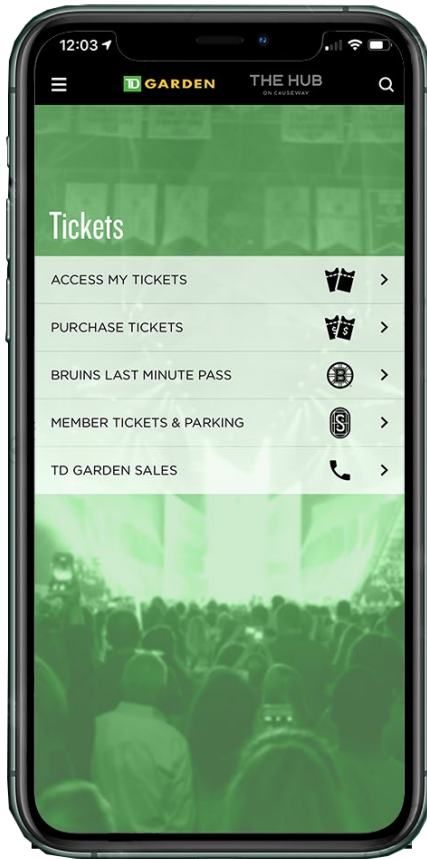 12:03
TD GARDEN
THE HUB
ON CAUSEWAY
Tickets
ACCESS MY TICKETS
PURCHASE TICKETS
$ $
BRUINS LAST MINUTE PASS
B
MEMBER TICKETS & PARKING
S
TD GARDEN SALES